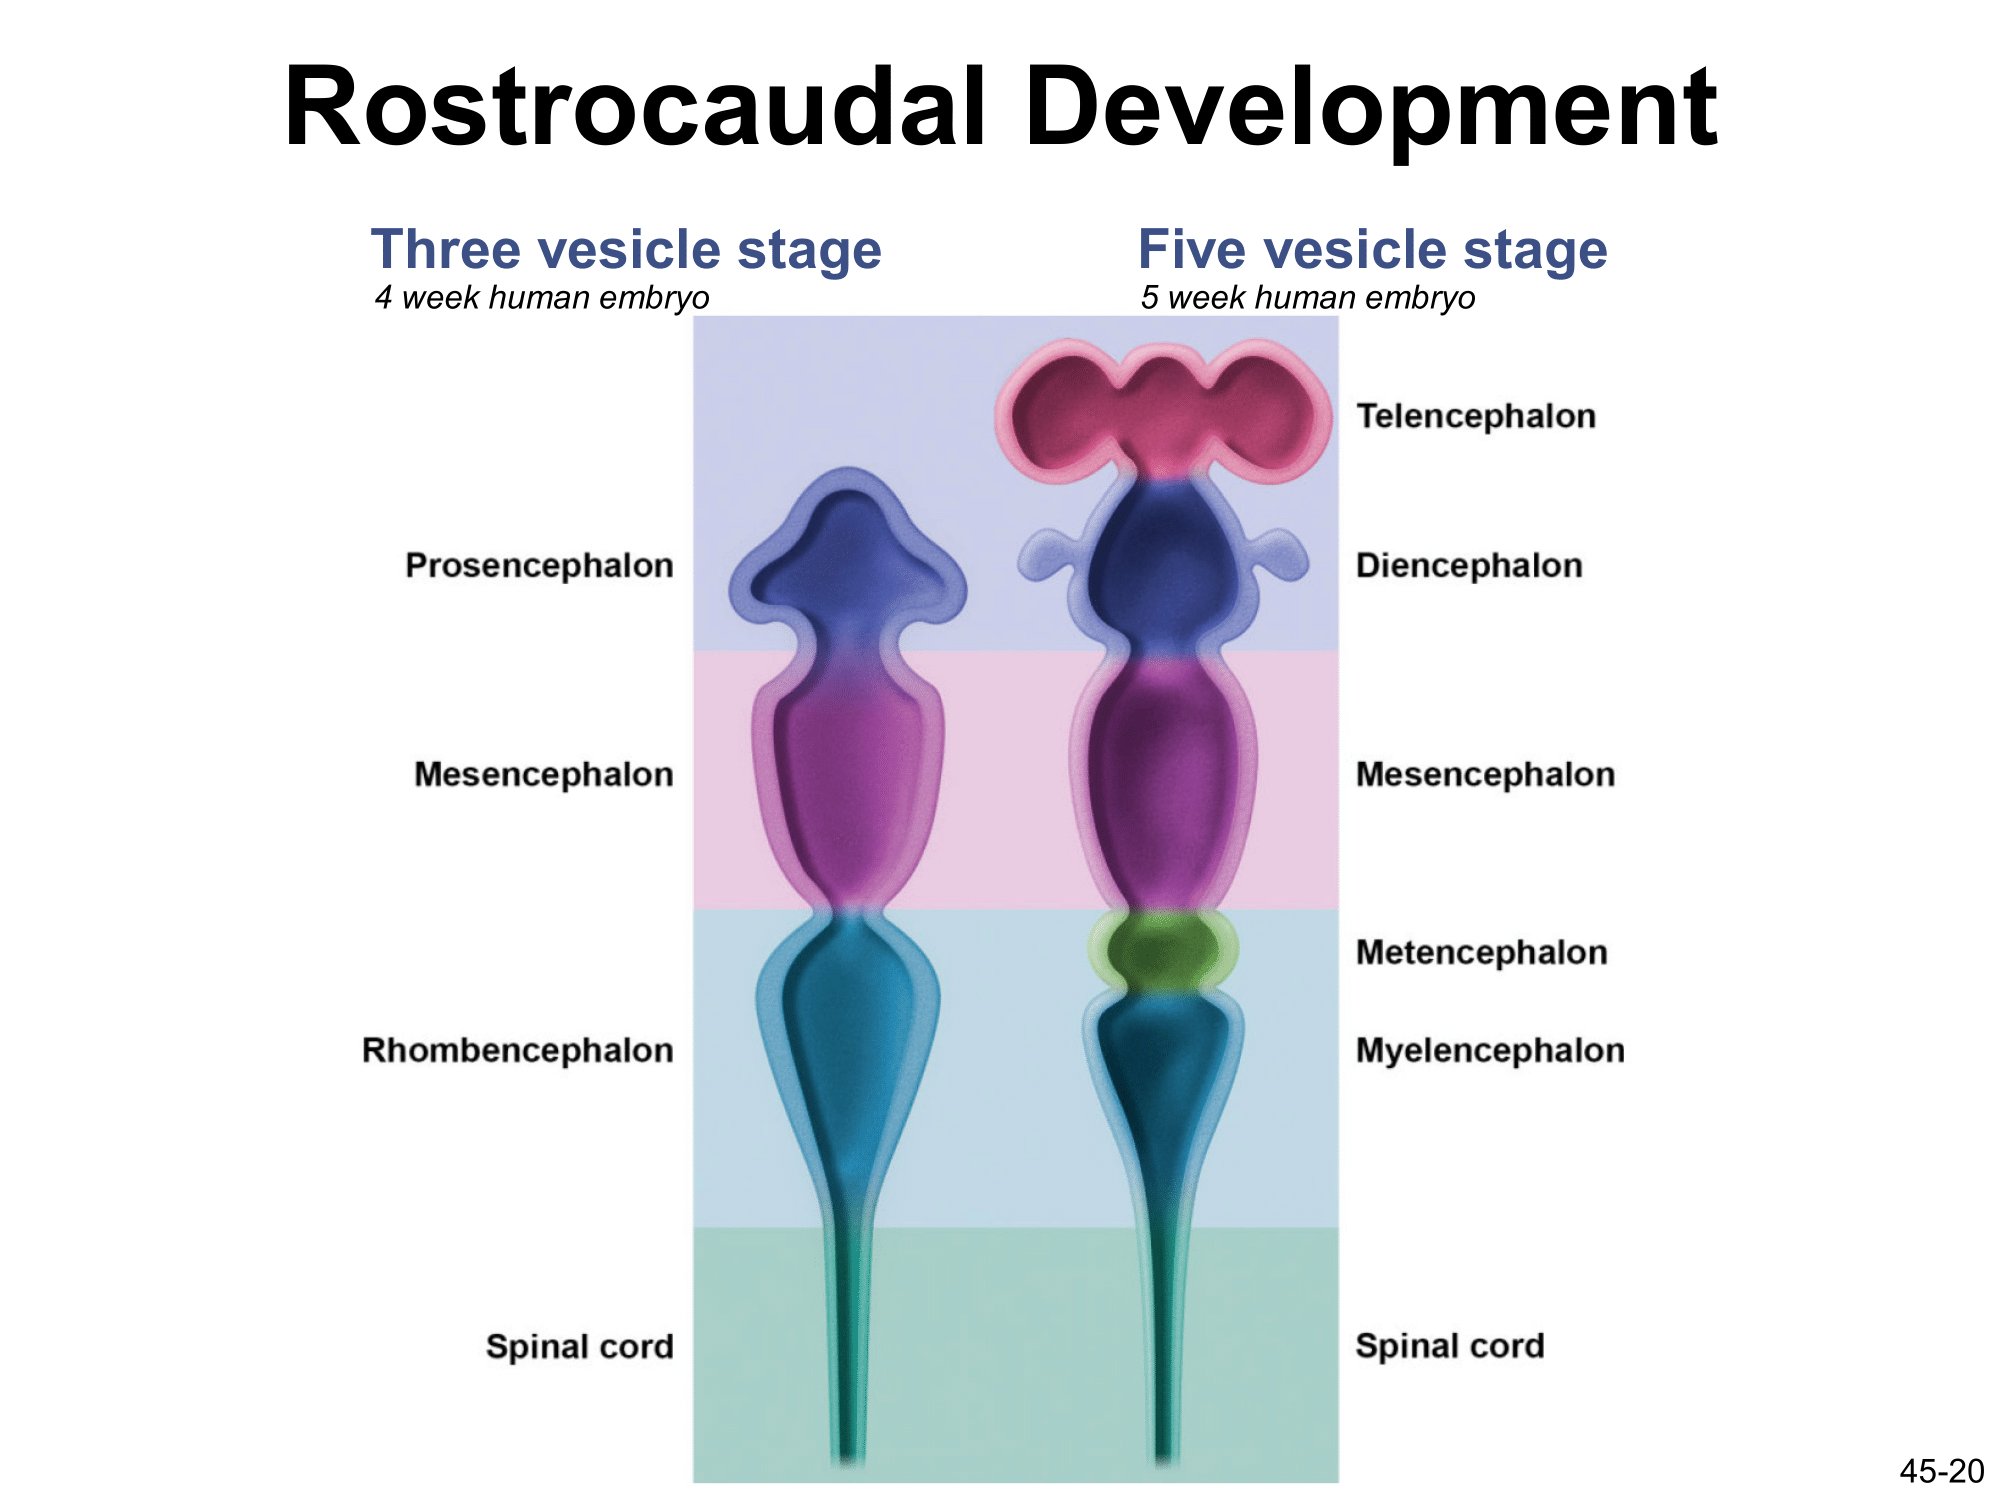 Rostrocaudal Development
Three vesicle stage
4 week human embryo
Five vesicle stage
5 week human embryo
Telencephalon
Prosencephalon
Diencephalon
Mesencephalon
Mesencephalon
Metencephalon
Rhombencephalon
Myelencephalon
Spinal cord
Spinal cord
45-20